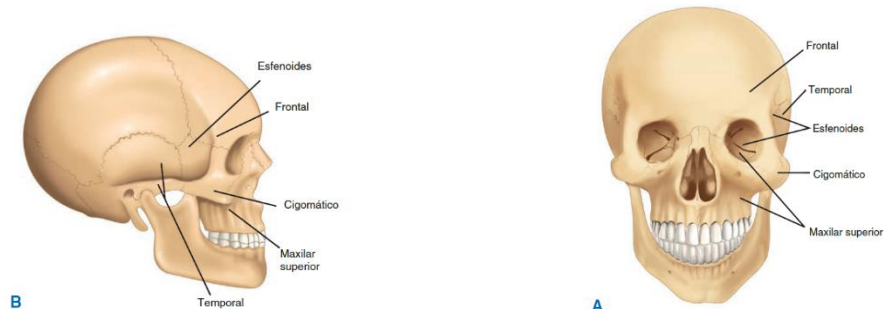 Esfenoides
Frontal
Cigomático
Maxilar
superior
Temporal
B
Frontal
Temporal
Esfenoides
Cigomático
Maxilar superior
A